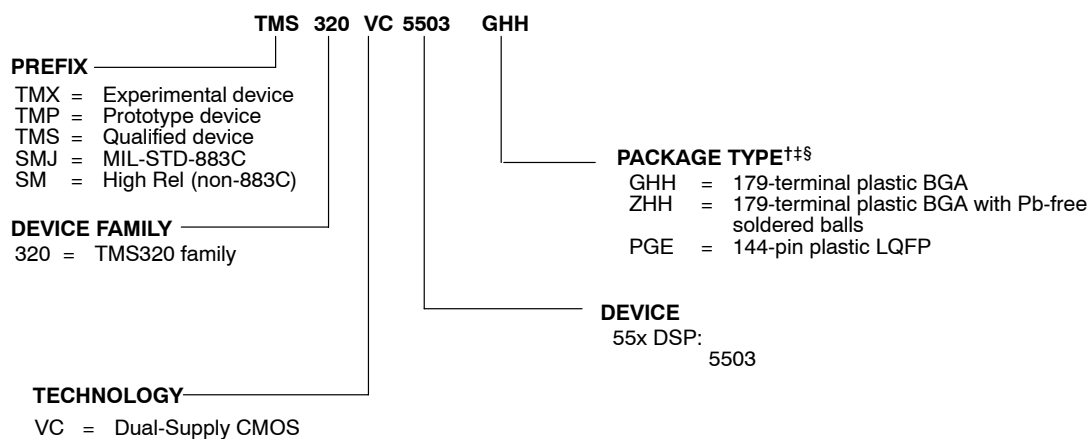 TMS 320 VC 5503 GHH
PREFIX
TMX = Experimental device
TMP = Prototype device
TMS = Qualified device
SMJ = MIL-STD-883C
SM = High Rel (non-883C)
DEVICE FAMILY
320 = TMS320 family
TECHNOLOGY
VC = Dual-Supply CMOS
PACKAGE TYPE†‡§
GHH = 179-terminal plastic BGA
ZHH = 179-terminal plastic BGA with Pb-free
soldered balls
PGE = 144-pin plastic LQFP
DEVICE
55x DSP:
5503